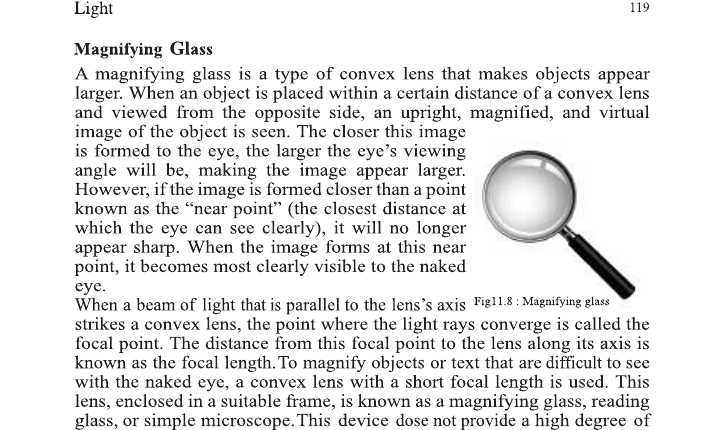 Light
119
Magnifying Glass
A magnifying glass is a type of convex lens that makes objects appear
larger. When an object is placed within a certain distance of a convex lens
and viewed from the opposite side, an upright, magnified, and virtual
image of the object is seen. The closer this image
is formed to the eye, the larger the eye’s viewing
angle will be, making the image appear larger.
However, if the image is formed closer than a point
known as the “near point” (the closest distance at
which the eye can see clearly), it will no longer
appear sharp. When the image forms at this near
point, it becomes most clearly visible to the naked
eye.
Fig11.8 : Magnifying glass
When a beam of light that is parallel to the lens’s axis
strikes a convex lens, the point where the light rays converge is called the
focal point. The distance from this focal point to the lens along its axis is
known as the focal length.To magnify objects or text that are difficult to see
with the naked eye, a convex lens with a short focal length is used. This
lens, enclosed in a suitable frame, is known as a magnifying glass, reading
glass, or simple microscope.This device dose not provide a high degree of